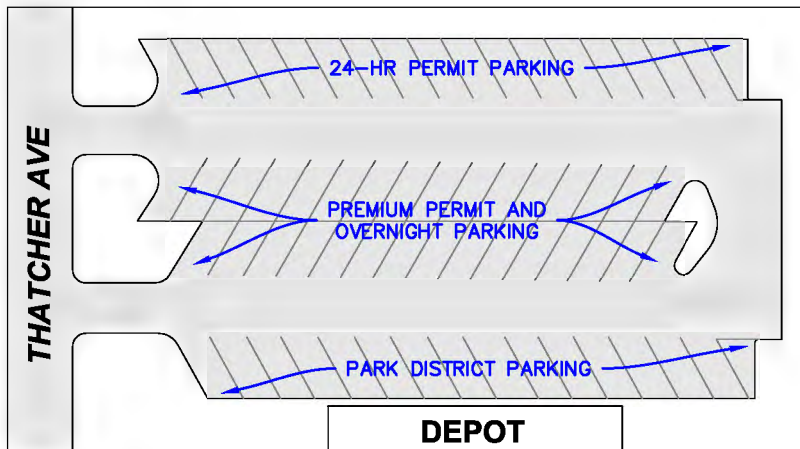 THATCHER AVE
24-HR PERMIT PARKING
PREMIUM PERMIT AND
OVERNIGHT PARKING
PARK DISTRICT PARKING
DEPOT